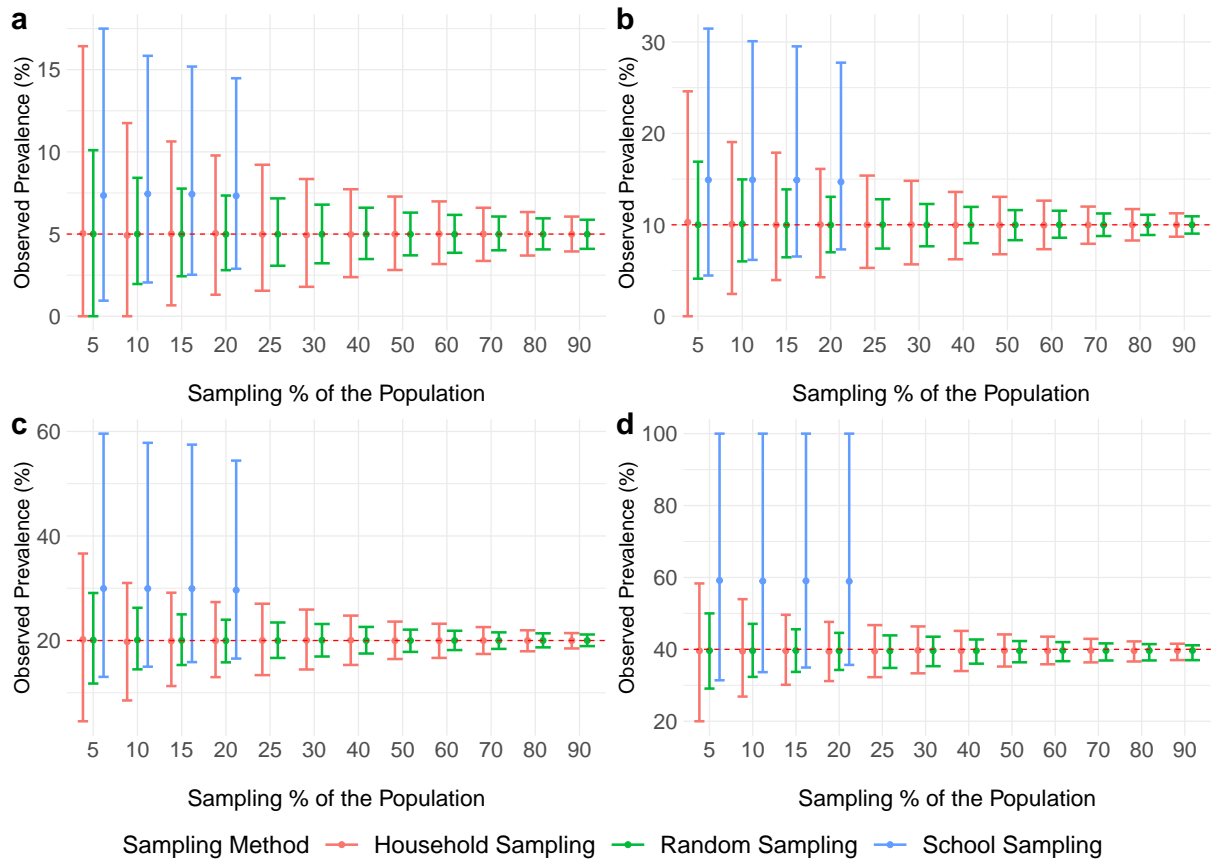 a
Observed Prevalence (%)
15
10
5
0
5 10 15 20 25 30 40 50 60 70 80 90
Sampling % of the Population
b
Observed Prevalence (%)
30
20
10
0
5 10 15 20 25 30 40 50 60 70 80 90
Sampling % of the Population
c
Observed Prevalence (%)
60
40
20
5 10 15 20 25 30 40 50 60 70 80 90
Sampling % of the Population
d
Observed Prevalence (%)
100
80
60
40
20
5 10 15 20 25 30 40 50 60 70 80 90
Sampling % of the Population
Sampling Method Household Sampling Random Sampling School Sampling